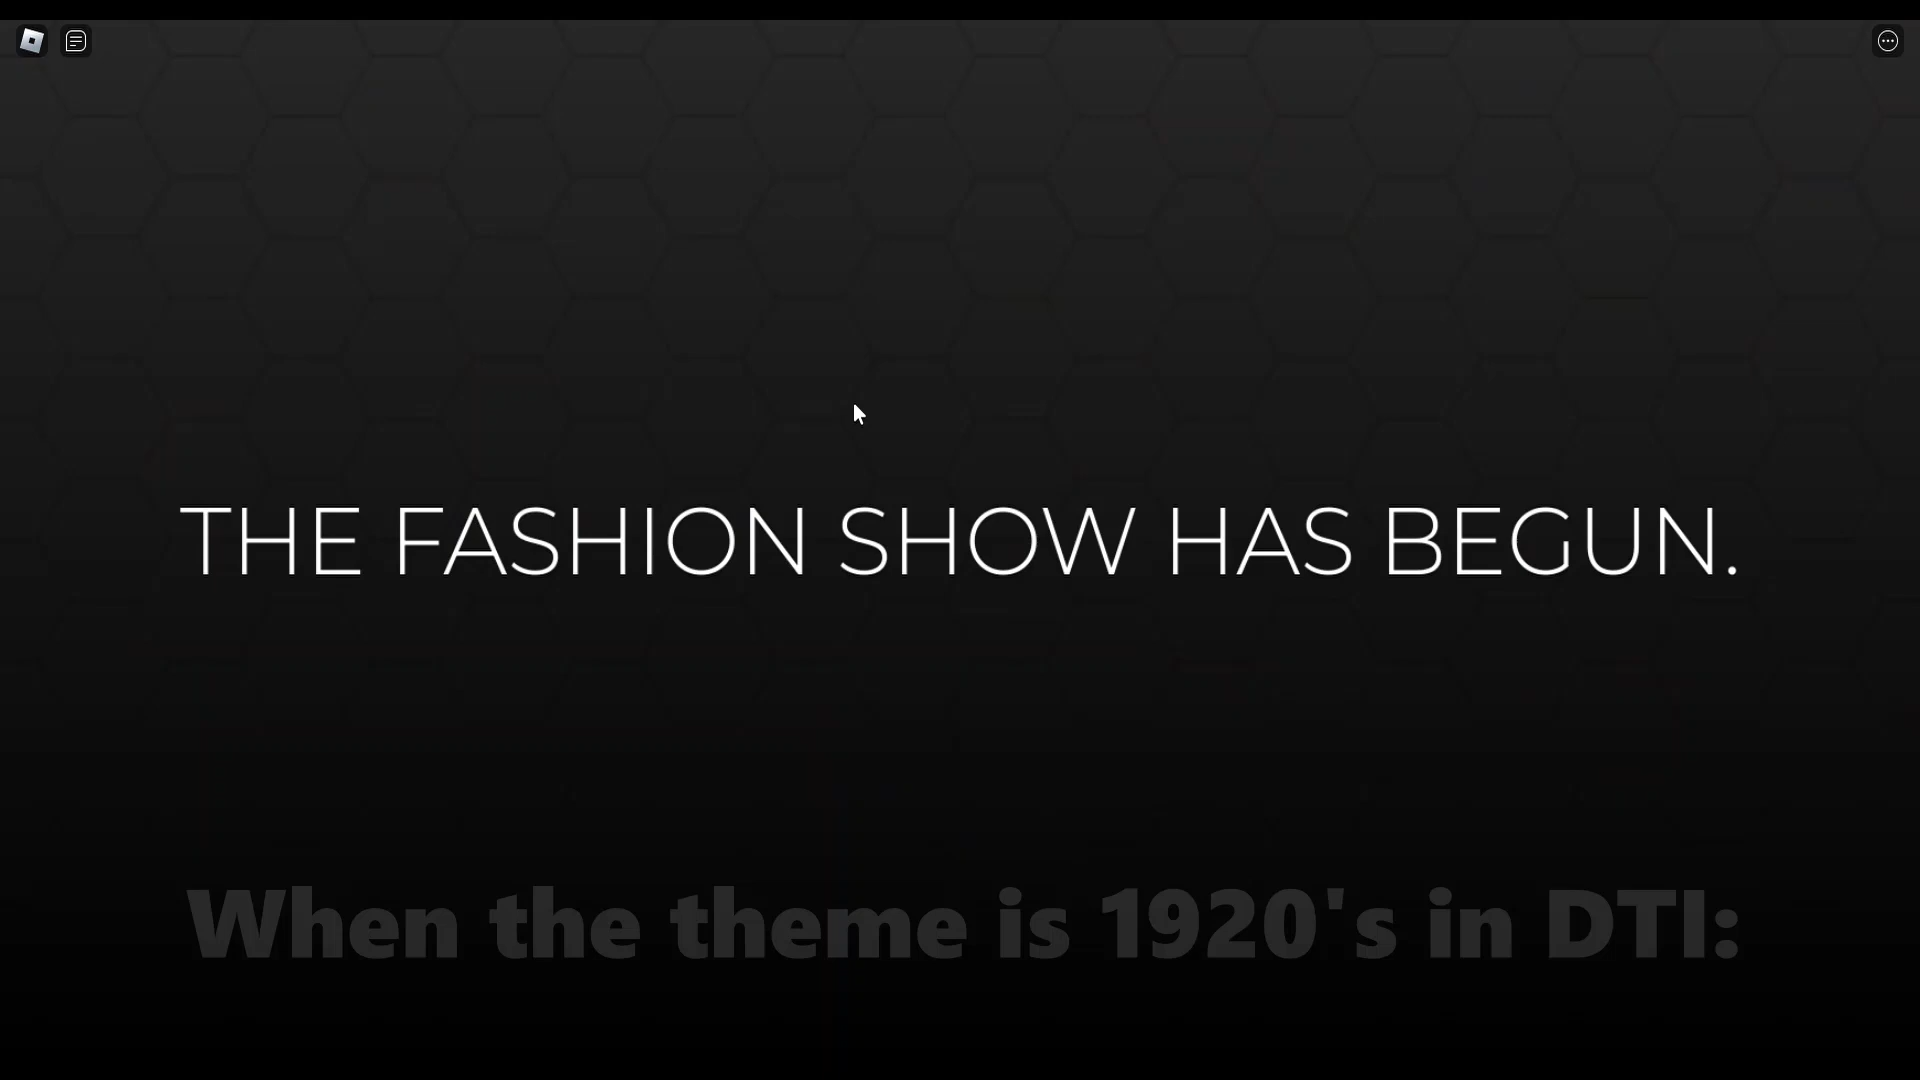 THE FASHION SHOW HAS BEGUN.
When the theme is 1920's in DTI: